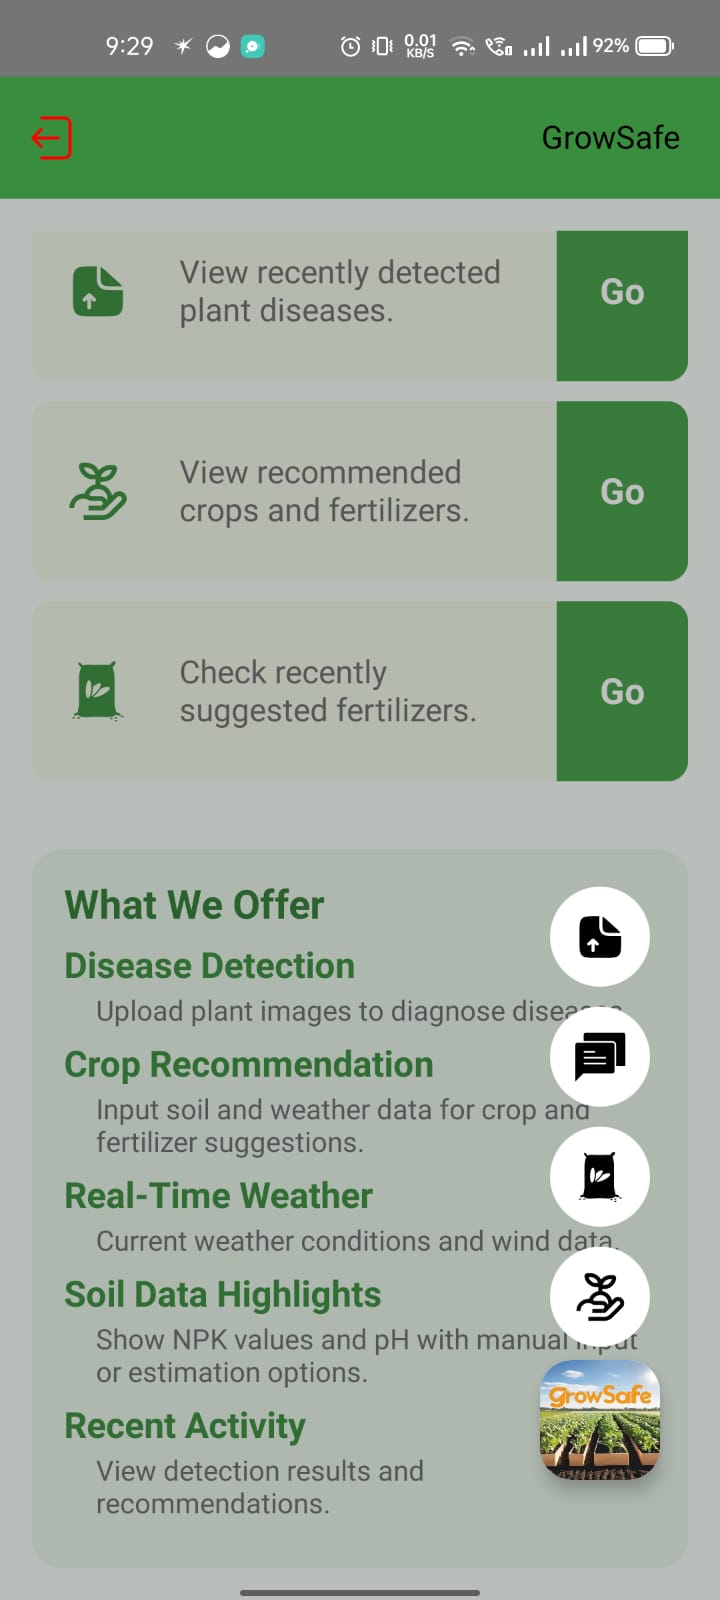 9:29
0.01
KB/S
92%
GrowSafe
View recently detected
plant diseases.
Go
View recommended
crops and fertilizers.
Go
Check recently
suggested fertilizers.
Go
What We Offer
Disease Detection
Upload plant images to diagnose
Crop Recommendation
Input soil and weather data for crop and
fertilizer suggestions.
Real-Time Weather
Current weather conditions and wind data.
Soil Data Highlights
Show NPK values and pH with manual input
or estimation options.
growSafe
Recent Activity
View detection results and
recommendations.